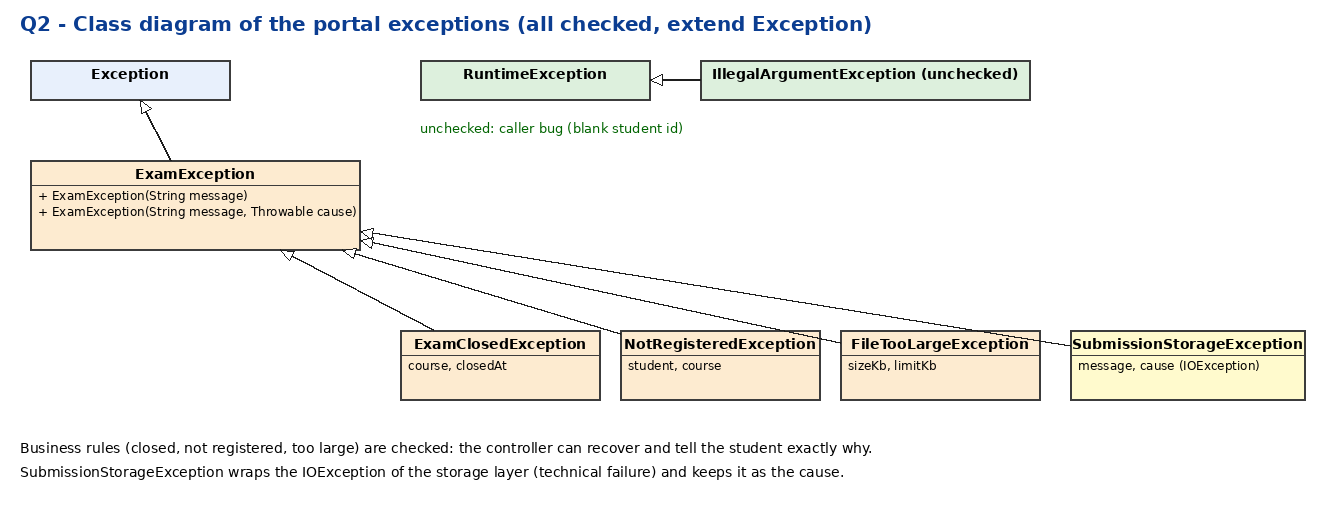 Q2 - Class diagram of the portal exceptions (all checked, extend Exception)
Exception
RuntimeException
IllegalArgumentException (unchecked)
unchecked: caller bug (blank student id)
ExamException
+ ExamException(String message)
+ ExamException(String message, Throwable cause)
ExamClosedException
course, closedAt
NotRegisteredException
student, course
FileTooLargeException
sizeKb, limitKb
SubmissionStorageException
message, cause (IOException)
Business rules (closed, not registered, too large) are checked: the controller can recover and tell the student exactly why.
SubmissionStorageException wraps the IOException of the storage layer (technical failure) and keeps it as the cause.